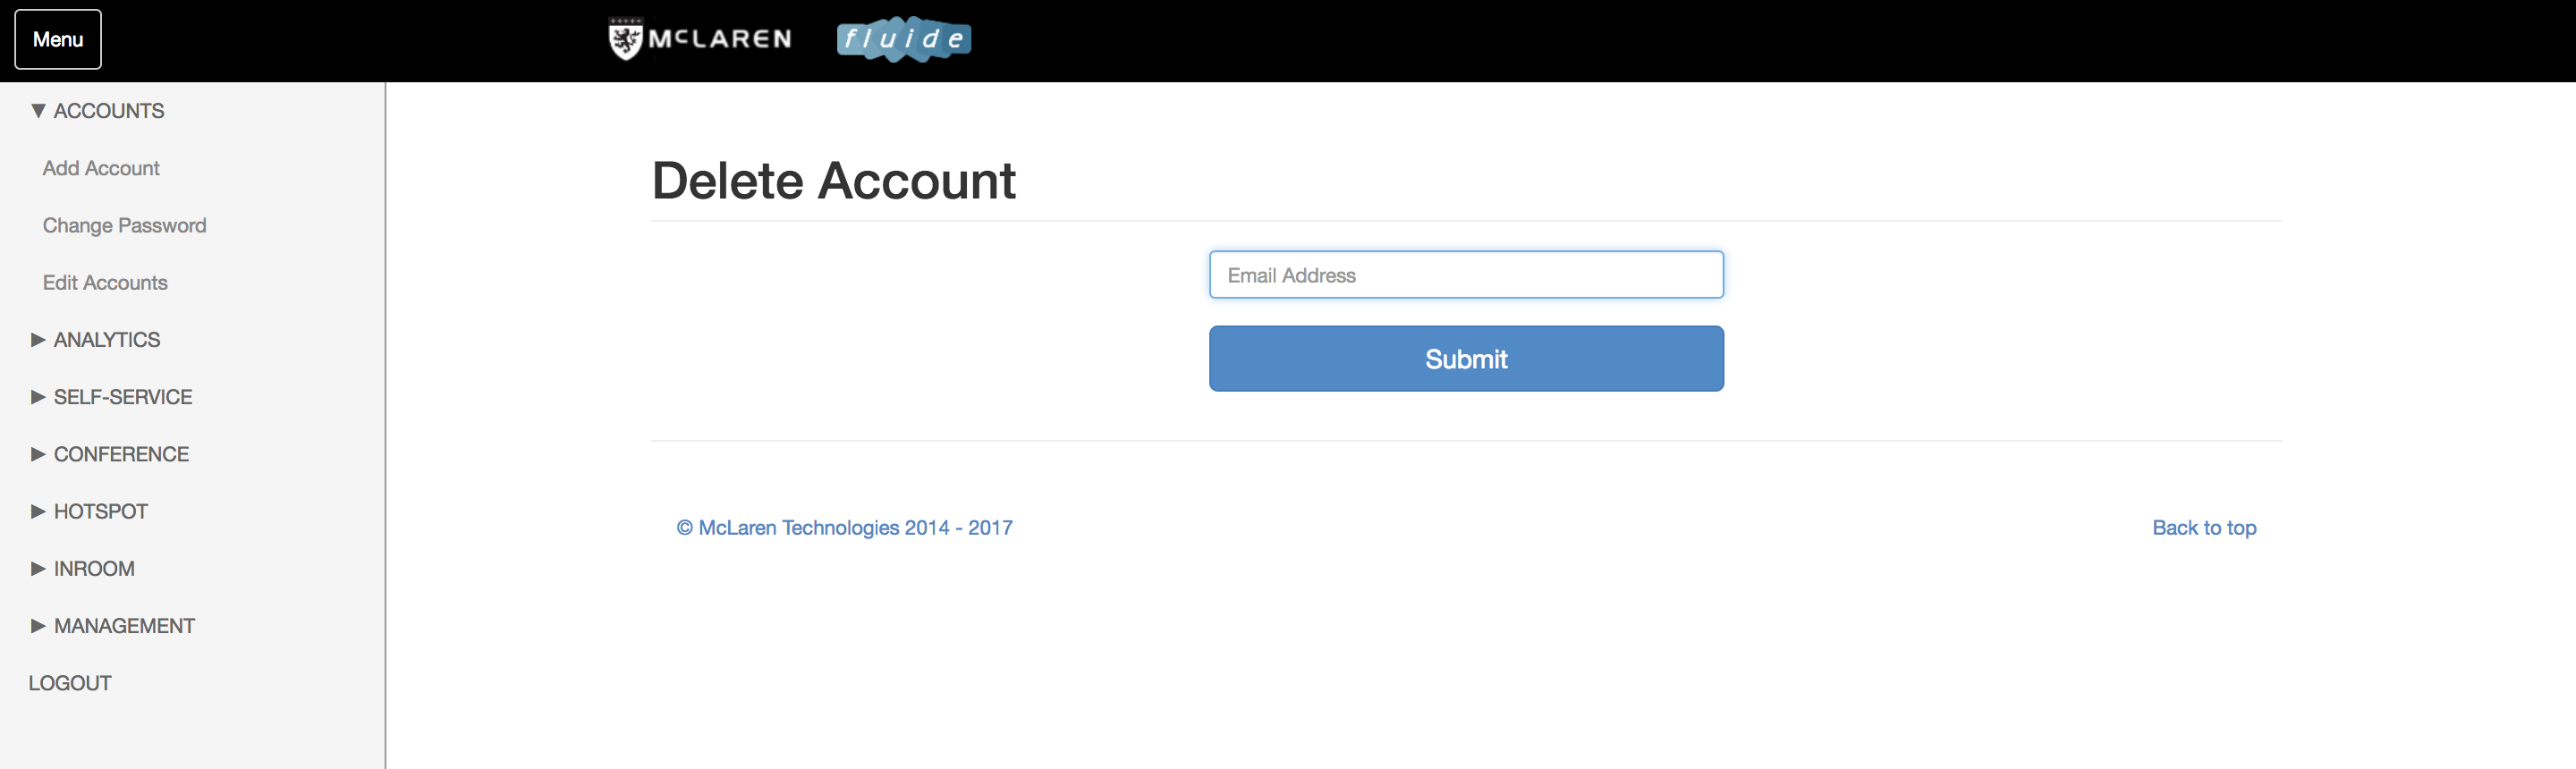 Menu
McLAREN
fluide
▼ ACCOUNTS
Add Account
Change Password
Edit Accounts
► ANALYTICS
► SELF-SERVICE
► CONFERENCE
► HOTSPOT
► INROOM
► MANAGEMENT
LOGOUT
Delete Account
Email Address
Submit
© McLaren Technologies 2014 - 2017
Back to top